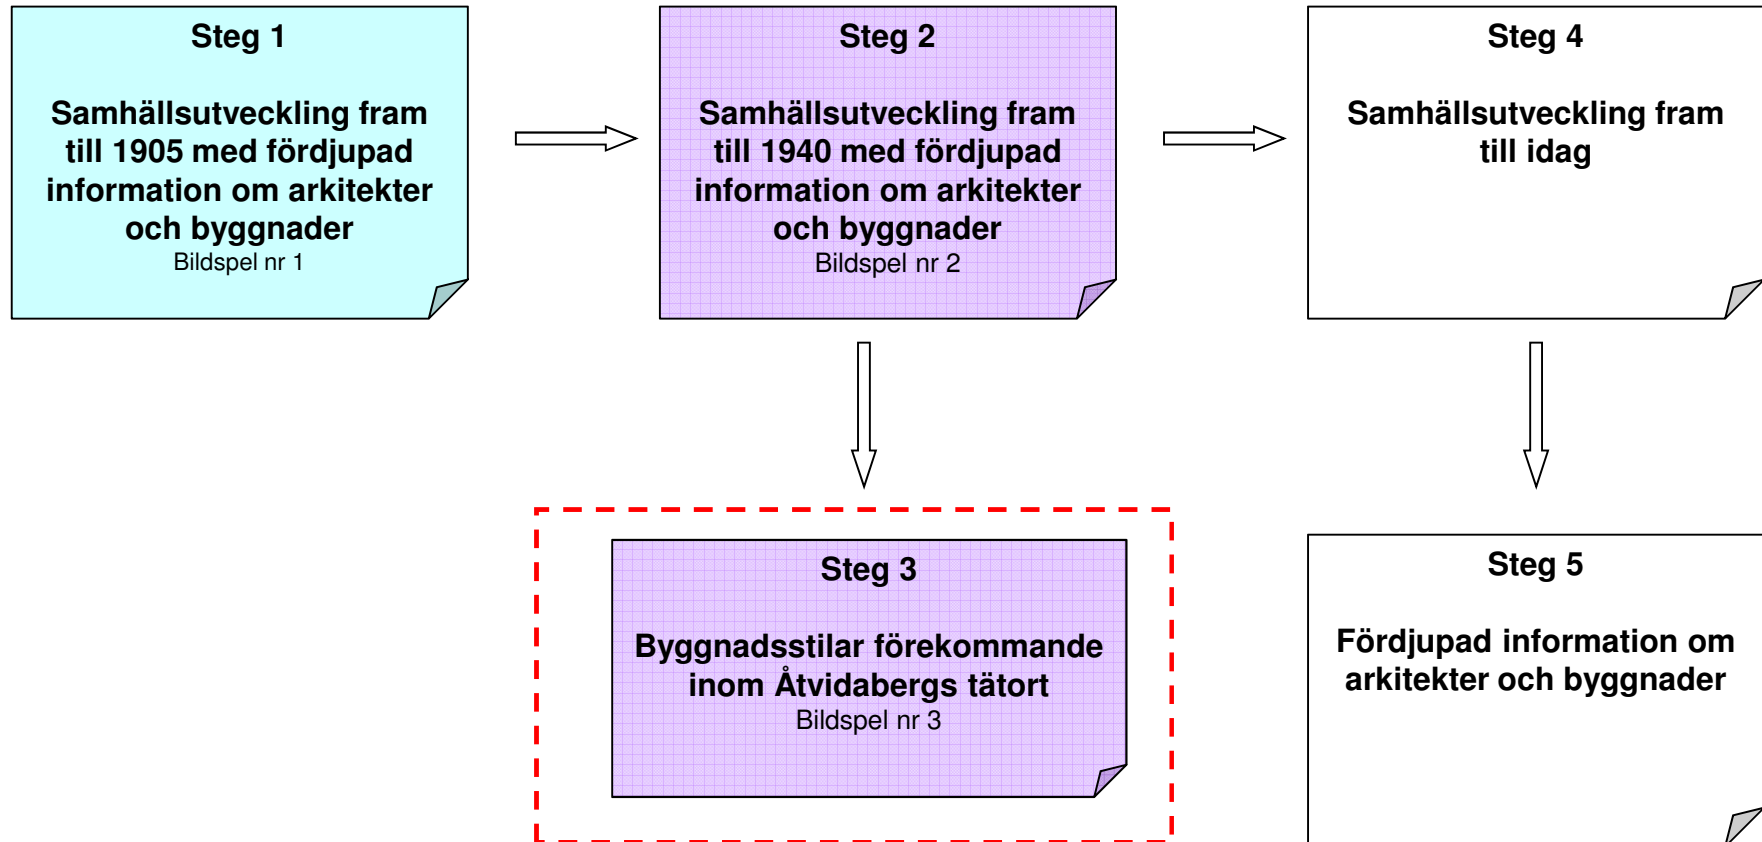 Steg 1
Samhällsutveckling fram
till 1905 med fördjupad
information om arkitekter
och byggnader
Bildspel nr 1
Steg 2
Samhällsutveckling fram
till 1940 med fördjupad
information om arkitekter
och byggnader
Bildspel nr 2
Steg 4
Samhällsutveckling fram
till idag
Steg 3
Byggnadsstilar förekommande
inom Åtvidabergs tätort
Bildspel nr 3
Steg 5
Fördjupad information om
arkitekter och byggnader